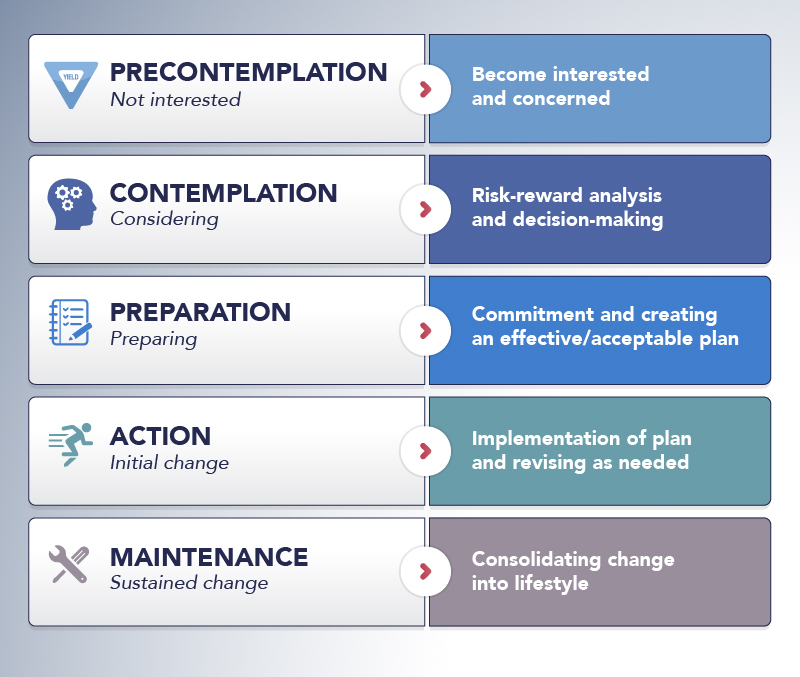 YIELD
PRECONTEMPLATION
Not interested
Become interested
and concerned
CONTEMPLATION
Considering
Risk-reward analysis
and decision-making
PREPARATION
Preparing
Commitment and creating
an effective/acceptable plan
ACTION
Initial change
Implementation of plan
and revising as needed
MAINTENANCE
Sustained change
Consolidating change
into lifestyle